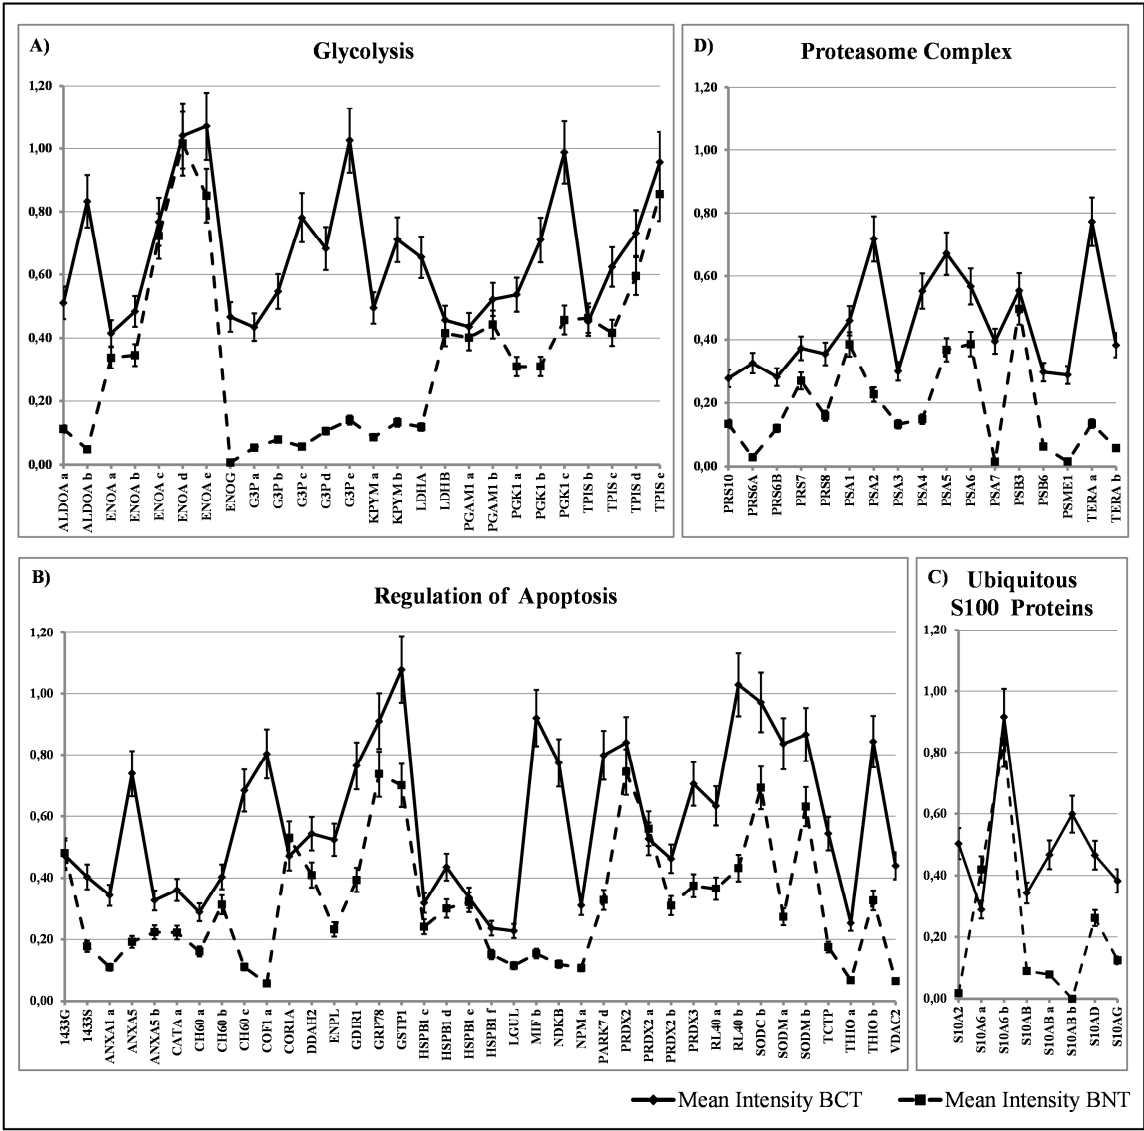 A)
Glycolysis
1,20
1,00
0,80
0,60
0,40
0,20
0,00
ALDOA a
ALDOA b
ENOA a
ENOA b
ENOA c
ENOA d
ENOA e
ENOG
G3P a
G3P b
G3P c
G3P d
G3P e
KPYM a
KPYM b
LDHA
LDHB
PGAM1 a
PGAM1 b
PGK1 a
PGK1 b
PGK1 c
TPIS b
TPIS c
TPIS d
TPIS e
D)
Proteasome Complex
1,20
1,00
0,80
0,60
0,40
0,20
0,00
PRS10
PRS6A
PRS6B
PRS7
PRS8
PSA1
PSA2
PSA3
PSA4
PSA5
PSA6
PSA7
PSB3
PSB6
PSME1
TERA a
TERA b
B)
Regulation of Apoptosis
1,20
1,00
0,80
0,60
0,40
0,20
0,00
1433G
1433S
ANXA1 a
ANXA5
ANXA5 b
CATA a
CH60 a
CH60 b
CH60 c
COF1 a
COR1A
DDAH2
ENPL
GDIR1
GRP78
GSTP1
HSPB1 c
HSPB1 d
HSPB1 e
HSPB1 f
LGUL
MIF b
NDKB
NPM a
PARK7 d
PRDX2
PRDX2 a
PRDX2 b
PRDX3
RL40 a
RL40 b
SODC b
SODM a
SODM b
TCTP
THIO a
THIO b
VDAC2
C)
Ubiquitous
S100 Proteins
1,20
1,00
0,80
0,60
0,40
0,20
0,00
S10A2
S10A6 a
S10A6 b
S10AB
S10AB a
S10AB b
S10AD
S10AG
Mean Intensity BCT
Mean Intensity BNT